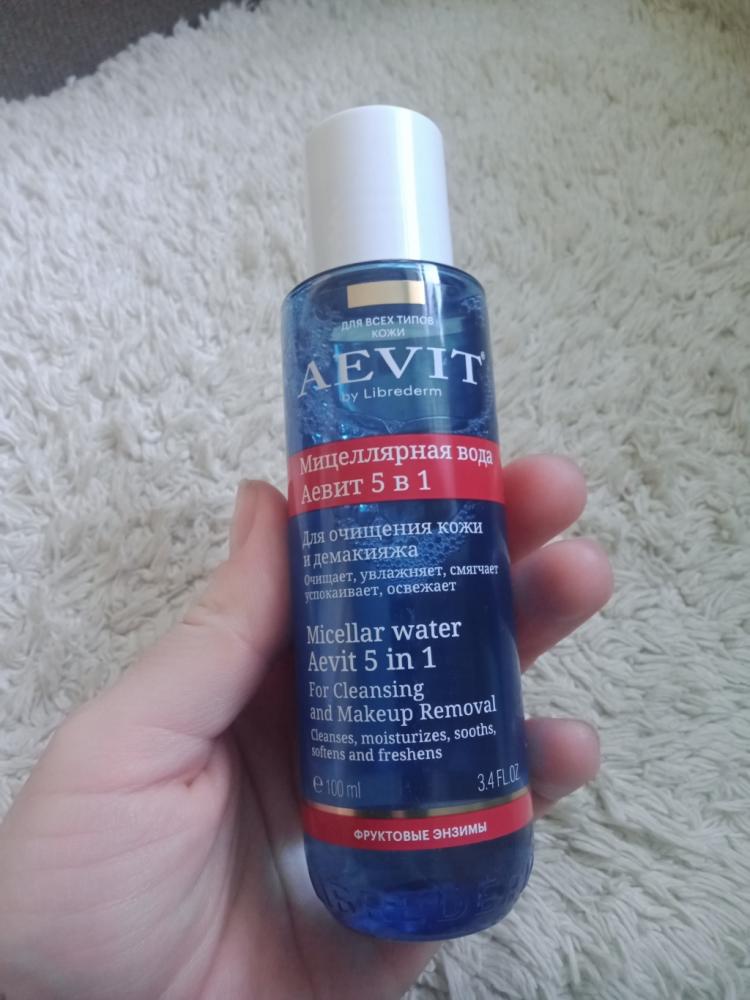 ДЛЯ ВСЕХ ТИПОВ
КОЖИ
AEVIT®
by Librederm
Мицеллярная вода
Аевит 5 в 1
Для очищения кожи
и демакияжа
Очищает, увлажняет, смягчает
успокаивает, освежает
Micellar water
Aevit 5 in 1
For Cleansing
and Makeup Removal
Cleanses, moisturizes, sooths,
softens and freshens
℮ 100 ml 3.4 FL.OZ
ФРУКТОВЫЕ ЭНЗИМЫ